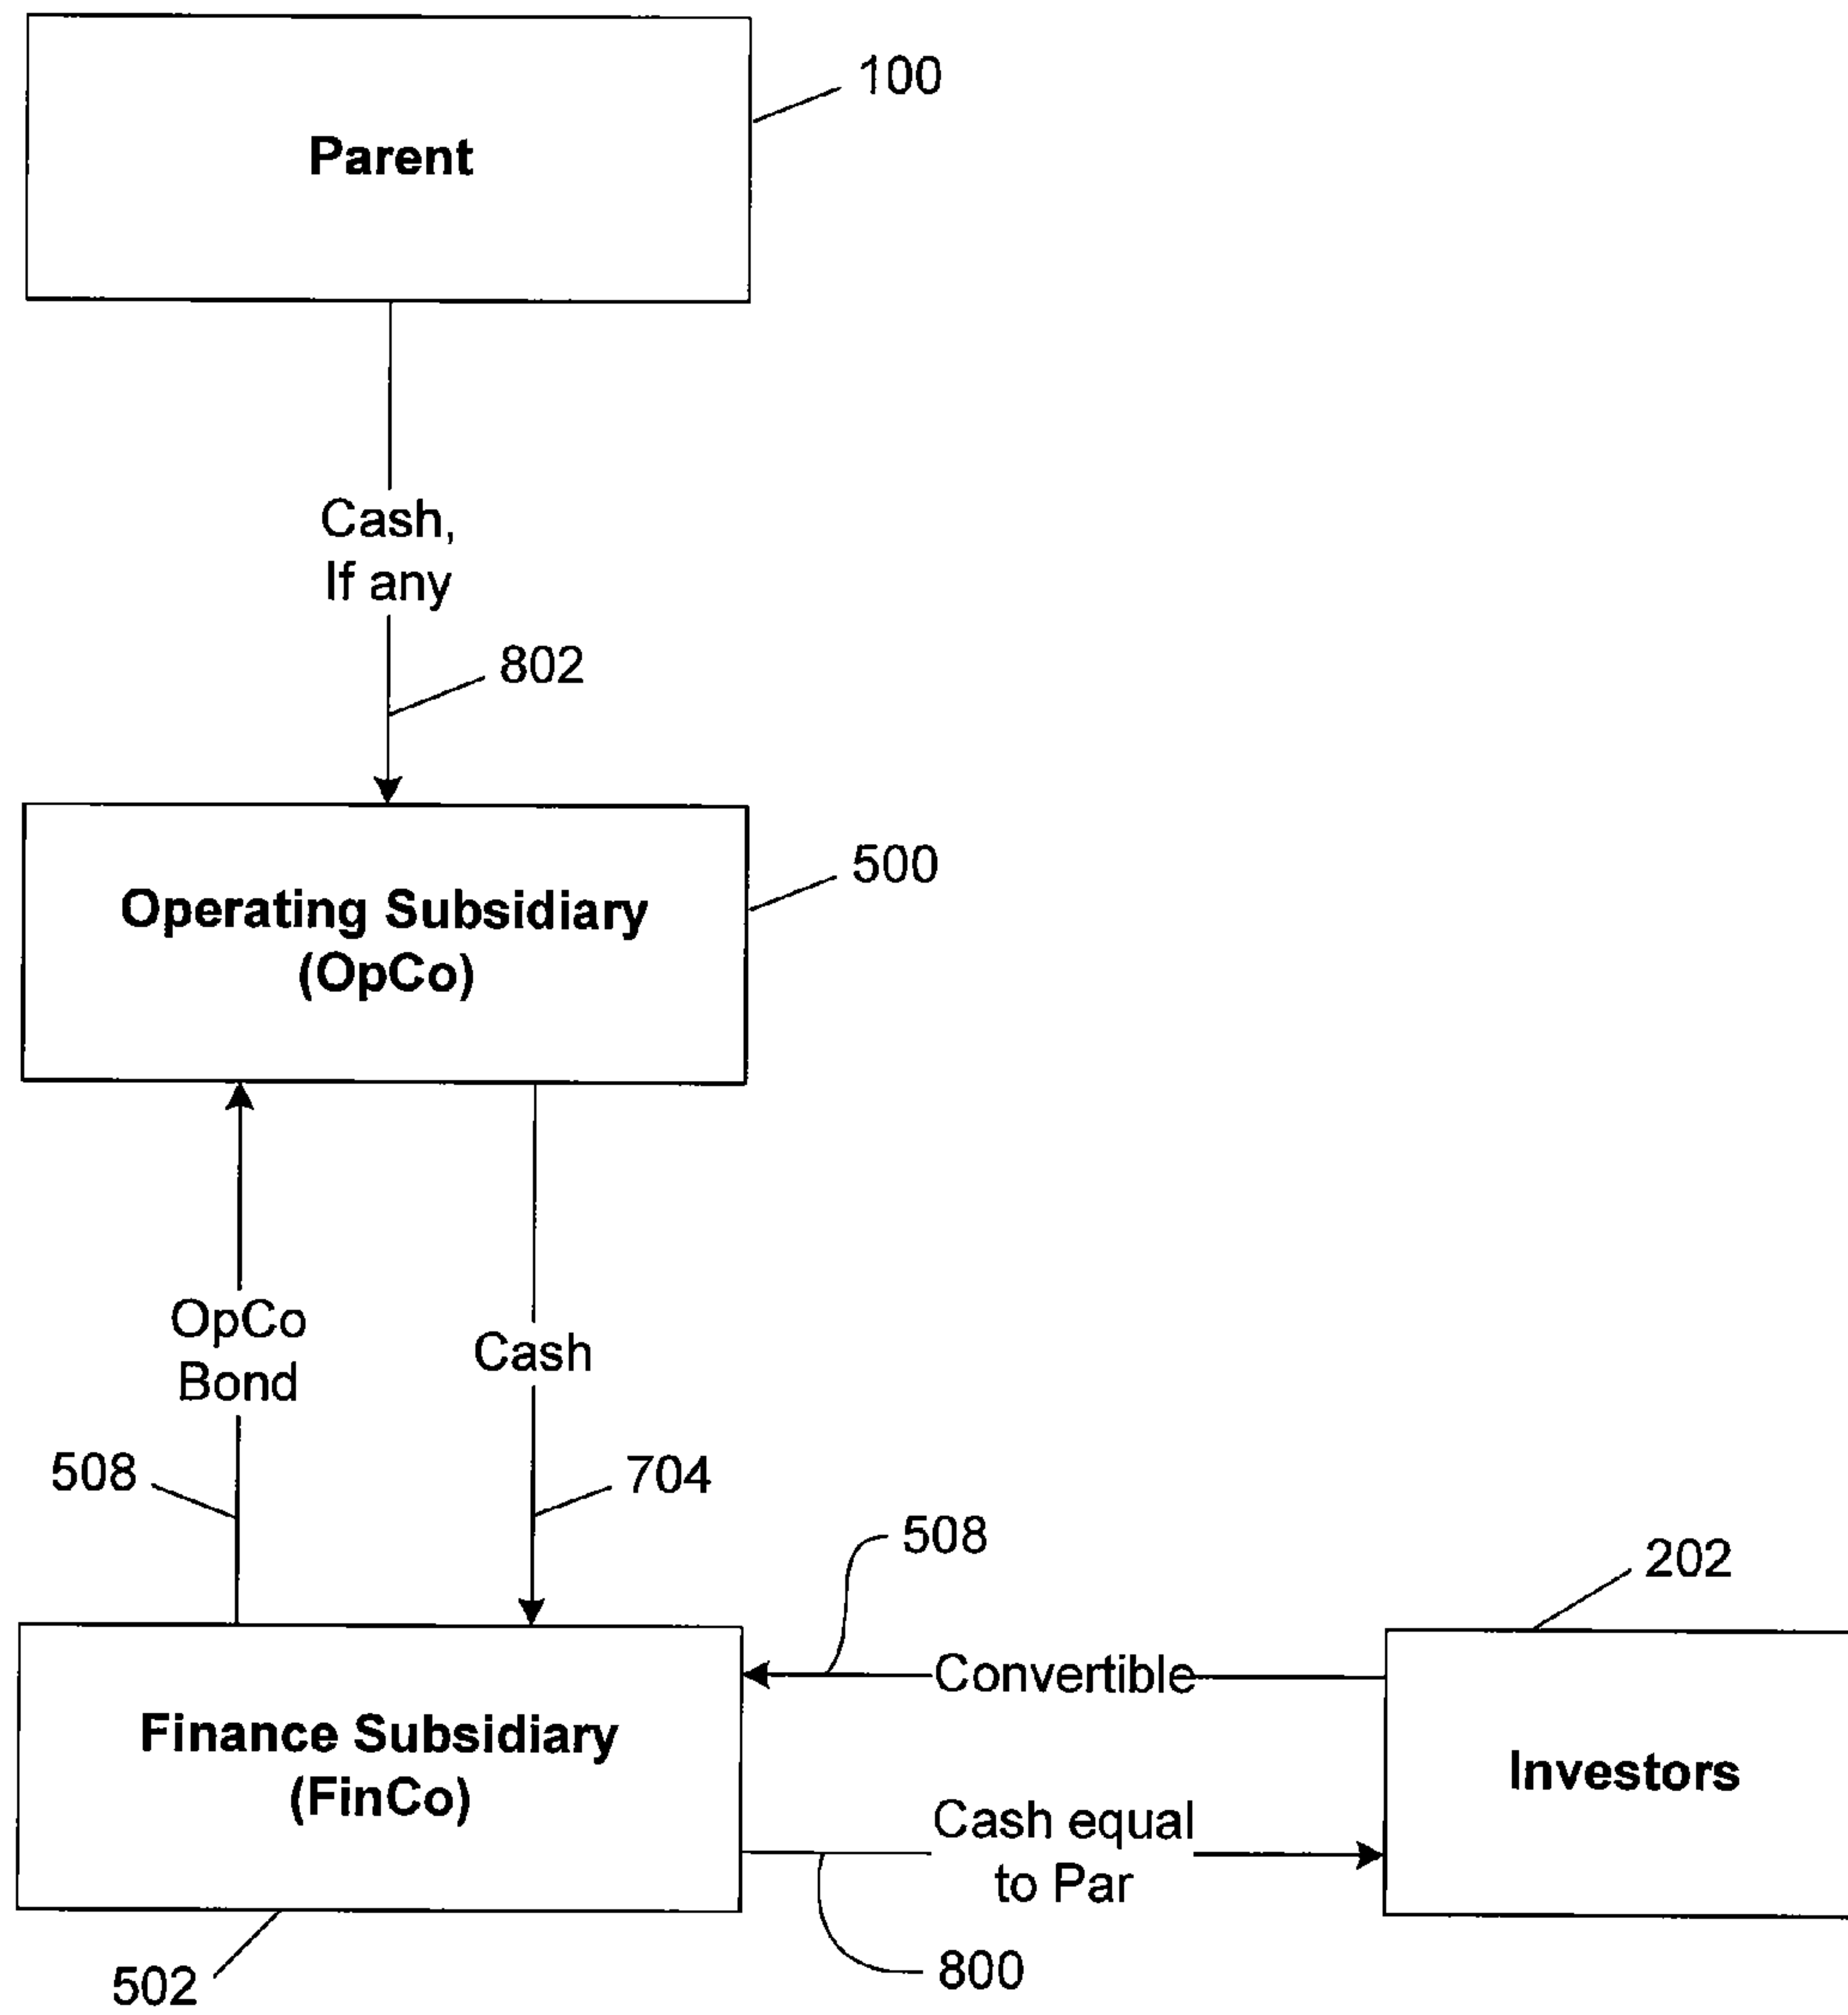 100
Parent
Cash,
If any
802
500
Operating Subsidiary
(OpCo)
OpCo
Bond
Cash
508
704
508
202
Convertible
Finance Subsidiary
(FinCo)
Investors
Cash equal
to Par
502
800